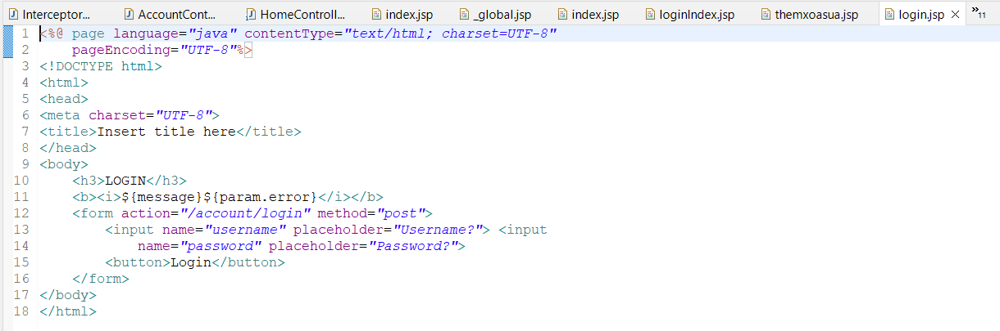 Interceptor... AccountCont... HomeControll... index.jsp _global.jsp index.jsp loginIndex.jsp themxoasua.jsp login.jsp 11
1 <%@ page language="java" contentType="text/html; charset=UTF-8"
2 pageEncoding="UTF-8"%>
3 <!DOCTYPE html>
4 <html>
5 <head>
6 <meta charset="UTF-8">
7 <title>Insert title here</title>
8 </head>
9 <body>
10 <h3>LOGIN</h3>
11 <b><i>${message}${param.error}</i></b>
12 <form action="/account/login" method="post">
13 <input name="username" placeholder="Username?"> <input
14 name="password" placeholder="Password?">
15 <button>Login</button>
16 </form>
17 </body>
18 </html>